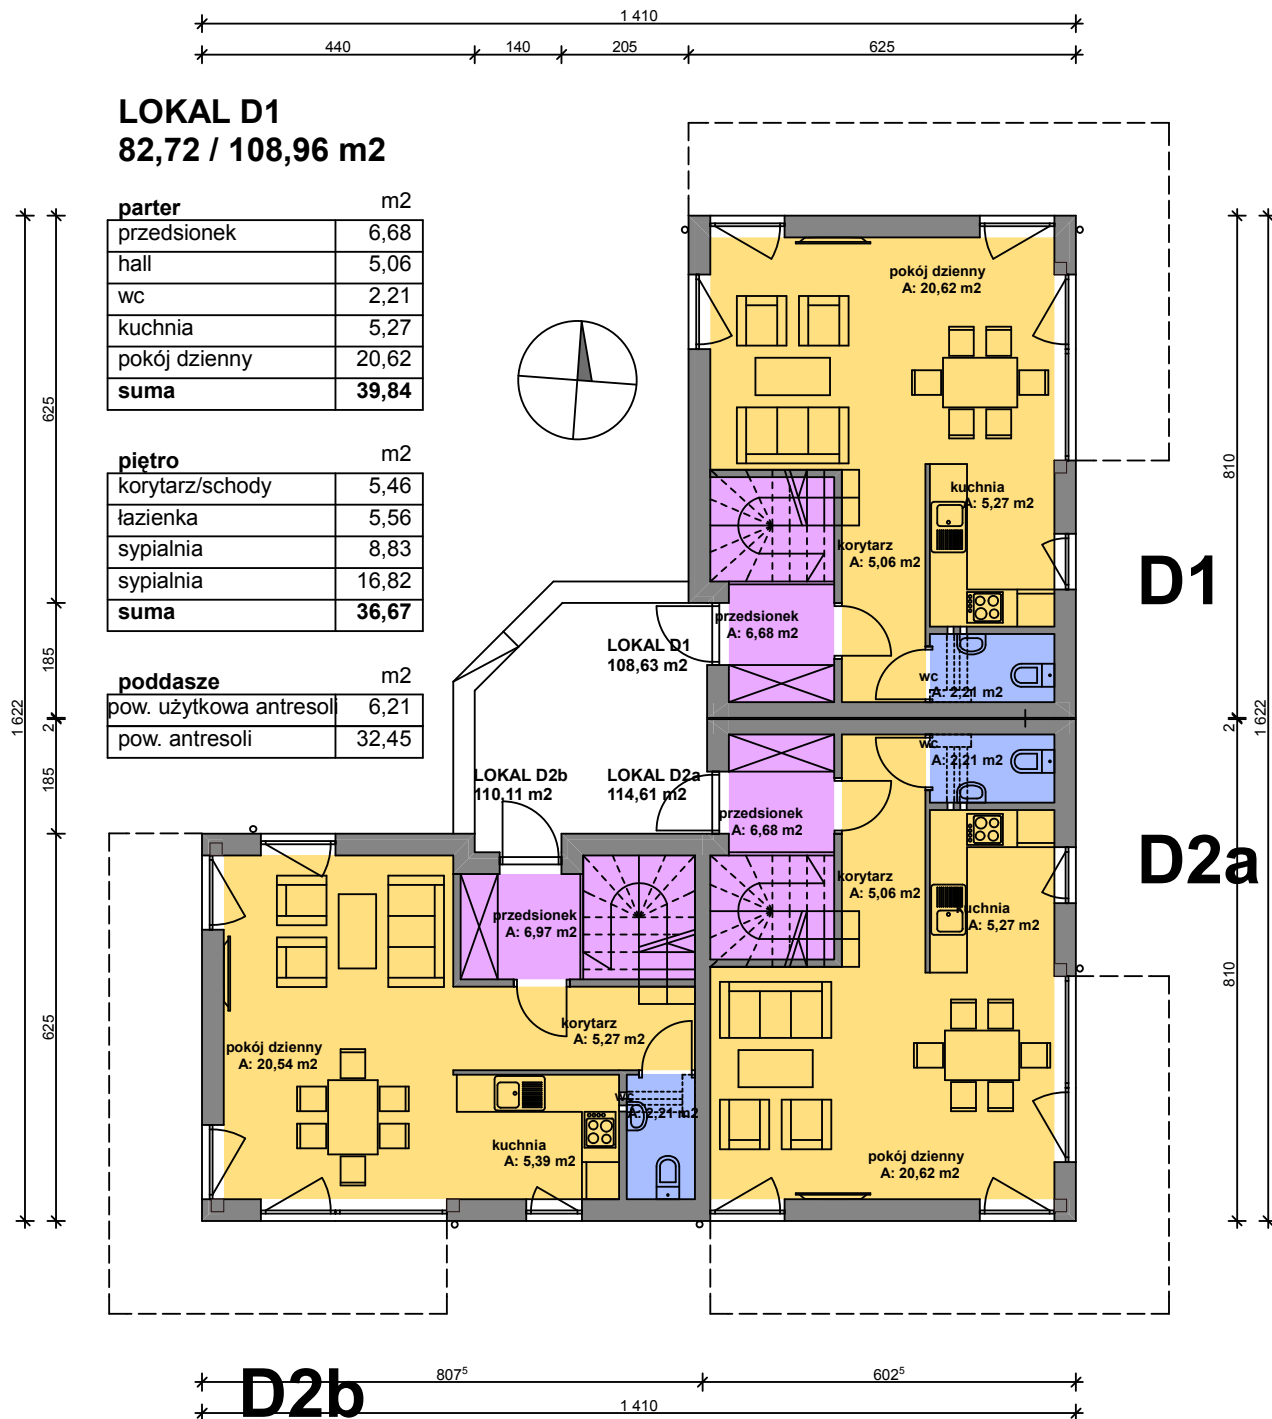 1 410
440 140 205 625
LOKAL D1
82,72 / 108,96 m2
parter m2
przedsionek 6,68
hall 5,06
wc 2,21
kuchnia 5,27
pokój dzienny 20,62
suma 39,84
piętro m2
korytarz/schody 5,46
łazienka 5,56
sypialnia 8,83
sypialnia 16,82
suma 36,67
poddasze m2
pow. użytkowa antresoli 6,21
pow. antresoli 32,45
1 622
625
185
2
185
625
pokój dzienny
A: 20,62 m2
kuchnia
A: 5,27 m2
korytarz
A: 5,06 m2
przedsionek
A: 6,68 m2
wc
A: 2,21 m2
LOKAL D1
108,63 m2
D1
810
2
810
1 622
LOKAL D2b
110,11 m2
LOKAL D2a
114,61 m2
wc
A: 2,21 m2
przedsionek
A: 6,68 m2
korytarz
A: 5,06 m2
kuchnia
A: 5,27 m2
D2a
przedsionek
A: 6,97 m2
korytarz
A: 5,27 m2
pokój dzienny
A: 20,54 m2
wc
A: 2,21 m2
kuchnia
A: 5,39 m2
pokój dzienny
A: 20,62 m2
807⁵ 602⁵
D2b
1 410